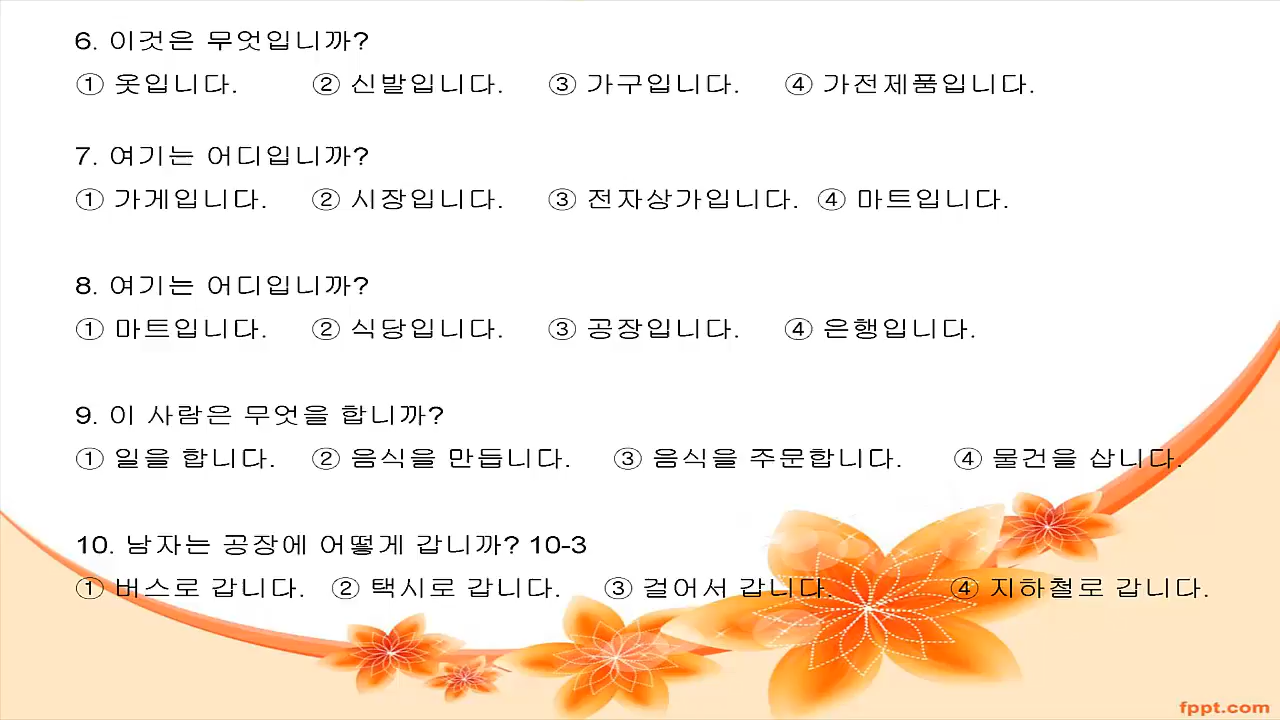 6. 이것은 무엇입니까?
① 옷입니다. ② 신발입니다. ③ 가구입니다. ④ 가전제품입니다.
7. 여기는 어디입니까?
① 가게입니다. ② 시장입니다. ③ 전자상가입니다. ④ 마트입니다.
8. 여기는 어디입니까?
① 마트입니다. ② 식당입니다. ③ 공장입니다. ④ 은행입니다.
9. 이 사람은 무엇을 합니까?
① 일을 합니다. ② 음식을 만듭니다. ③ 음식을 주문합니다. ④ 물건을 삽니다.
10. 남자는 공장에 어떻게 갑니까? 10-3
① 버스로 갑니다. ② 택시로 갑니다. ③ 걸어서 갑니다. ④ 지하철로 갑니다.
fppt.com